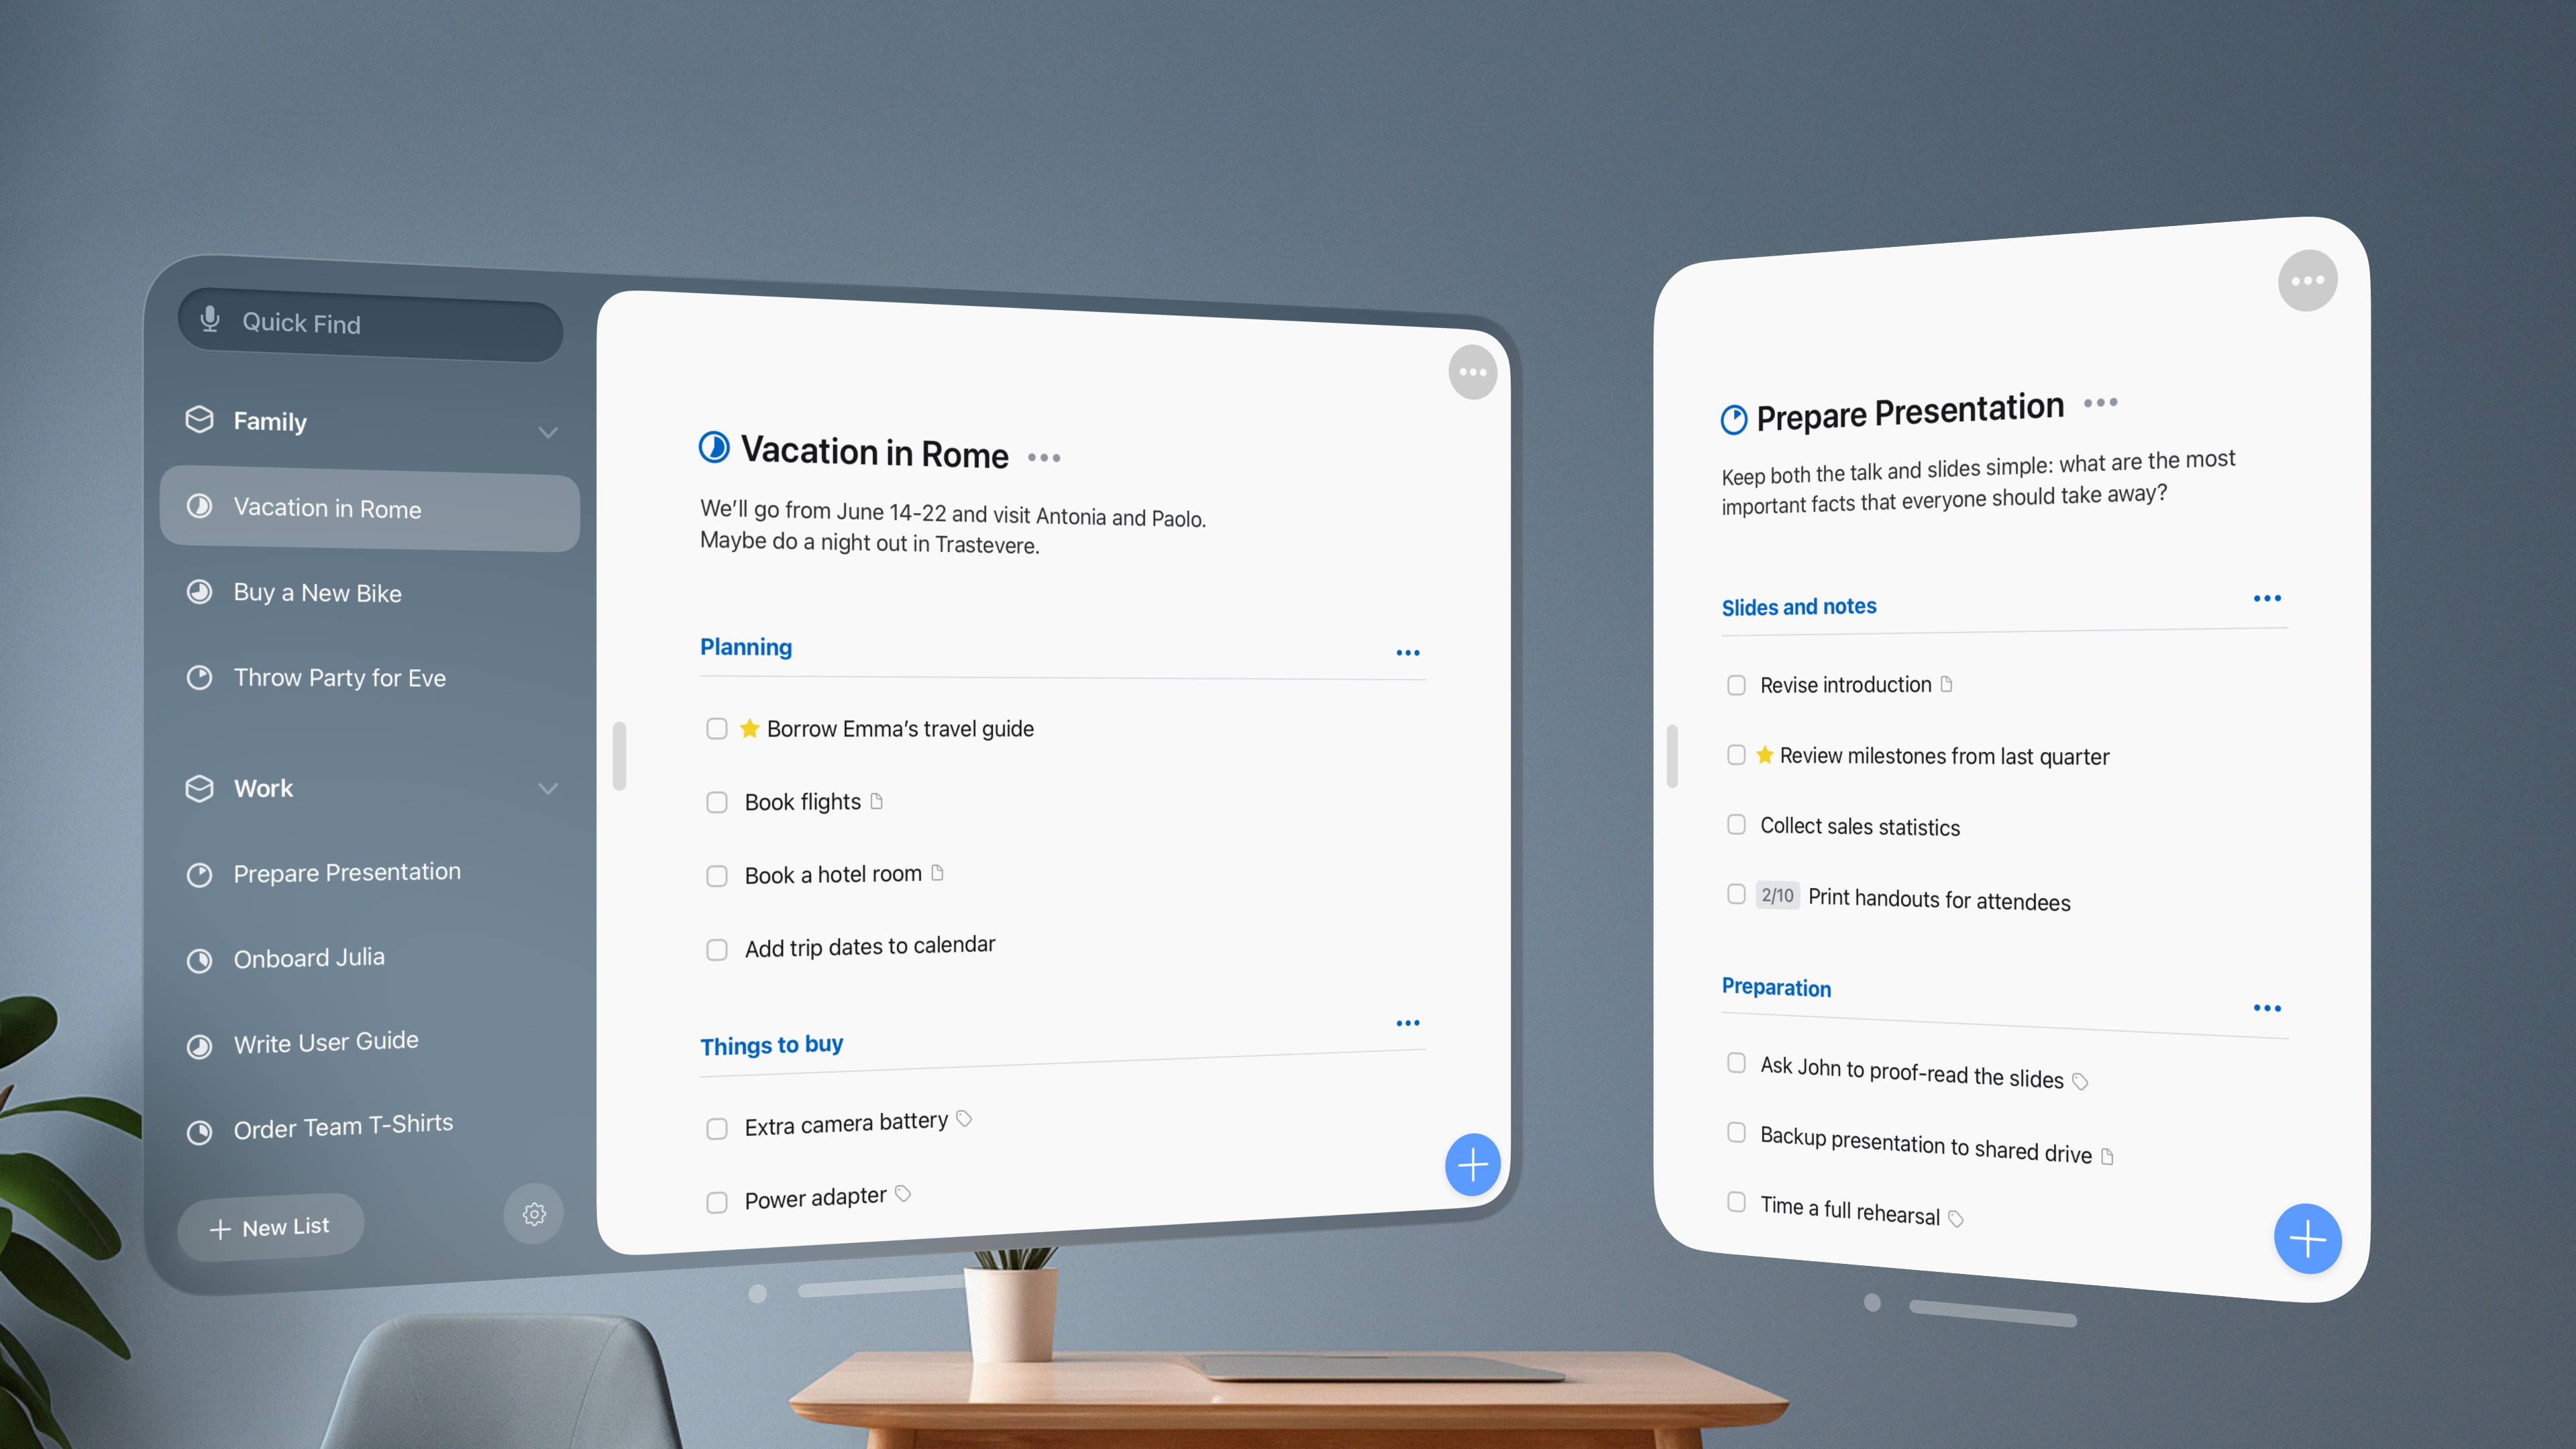 Quick Find
Family
Vacation in Rome
Buy a New Bike
Throw Party for Eve
Work
Prepare Presentation
Onboard Julia
Write User Guide
Order Team T-Shirts
New List
Vacation in Rome
We’ll go from June 14-22 and visit Antonia and Paolo.
Maybe do a night out in Trastevere.
Planning
Borrow Emma’s travel guide
Book flights
Book a hotel room
Add trip dates to calendar
Things to buy
Extra camera battery
Power adapter
Prepare Presentation
Keep both the talk and slides simple: what are the most
important facts that everyone should take away?
Slides and notes
Revise introduction
Review milestones from last quarter
Collect sales statistics
2/10 Print handouts for attendees
Preparation
Ask John to proof-read the slides
Backup presentation to shared drive
Time a full rehearsal